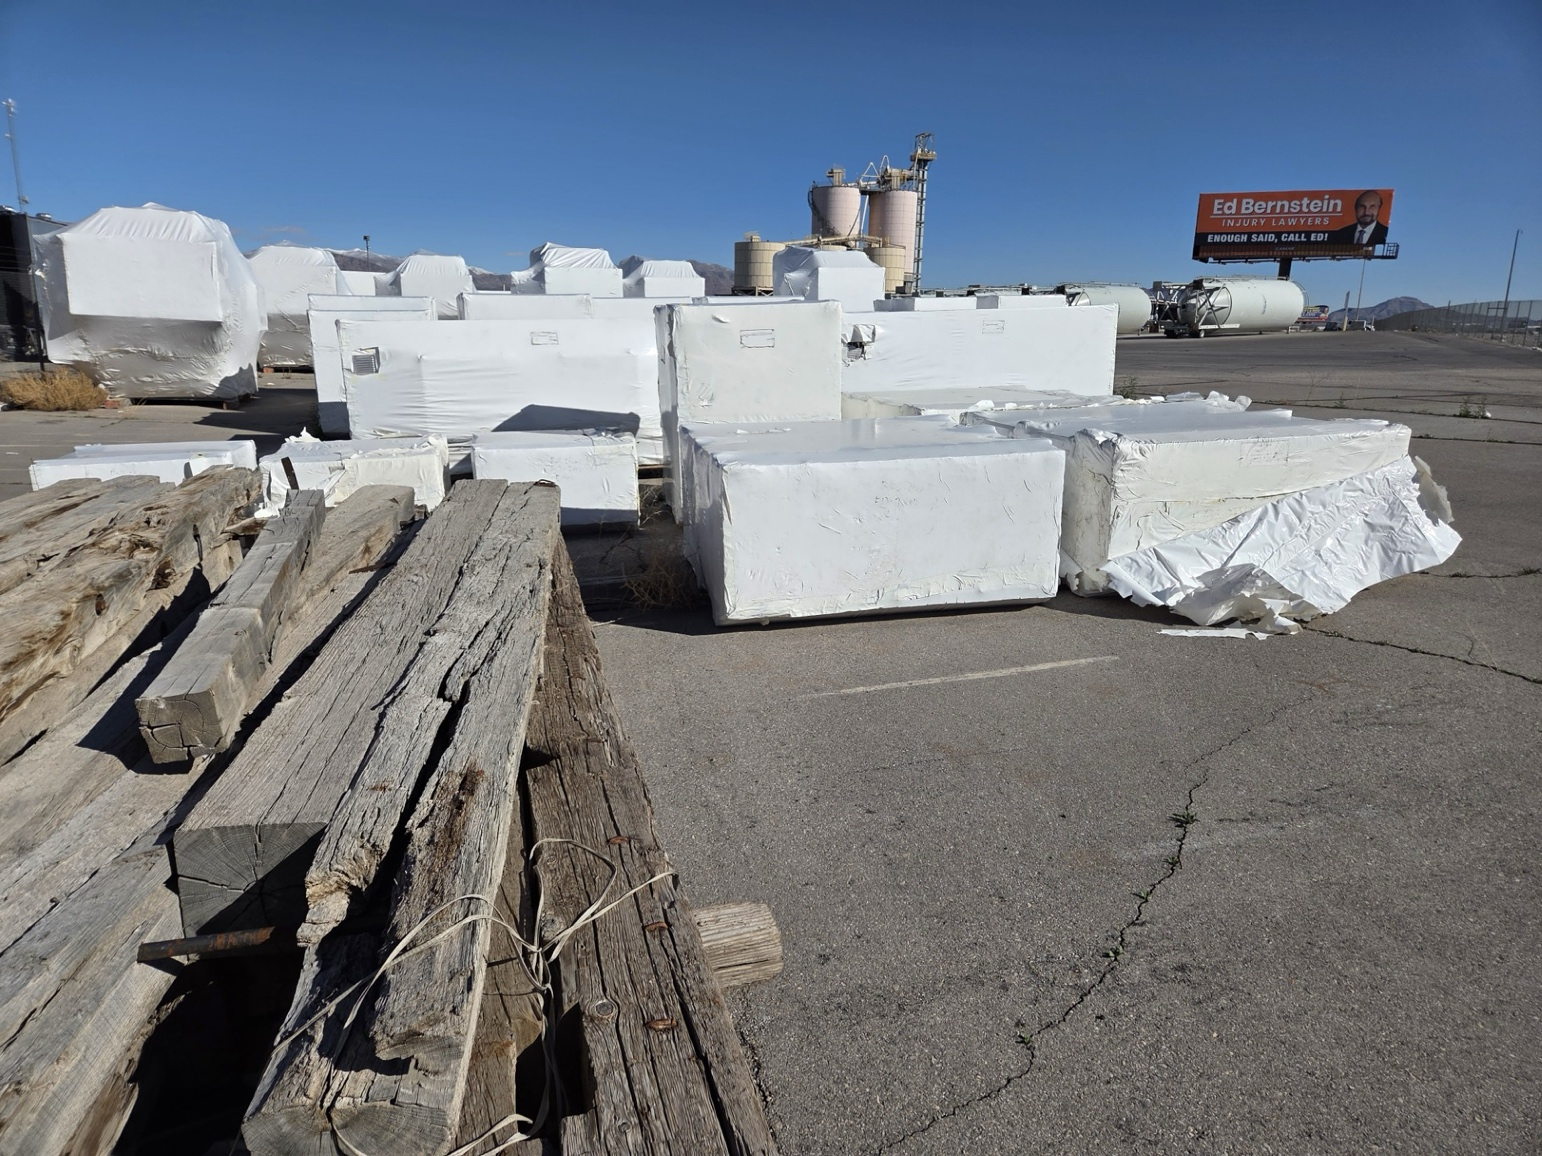 Ed Bernstein
INJURY LAWYERS
ENOUGH SAID, CALL ED!